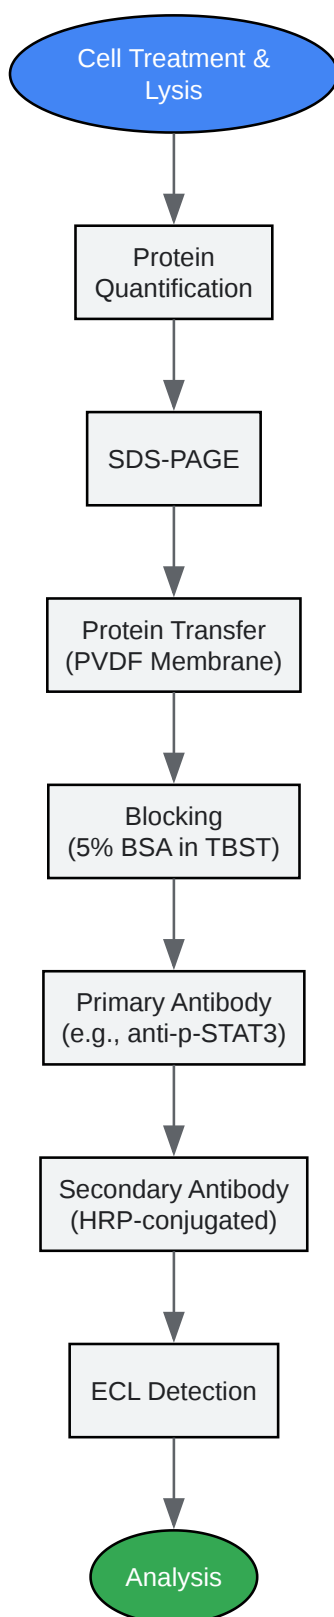 Cell Treatment &
Lysis
Protein
Quantification
SDS-PAGE
Protein Transfer
(PVDF Membrane)
Blocking
(5% BSA in TBST)
Primary Antibody
(e.g., anti-p-STAT3)
Secondary Antibody
(HRP-conjugated)
ECL Detection
Analysis